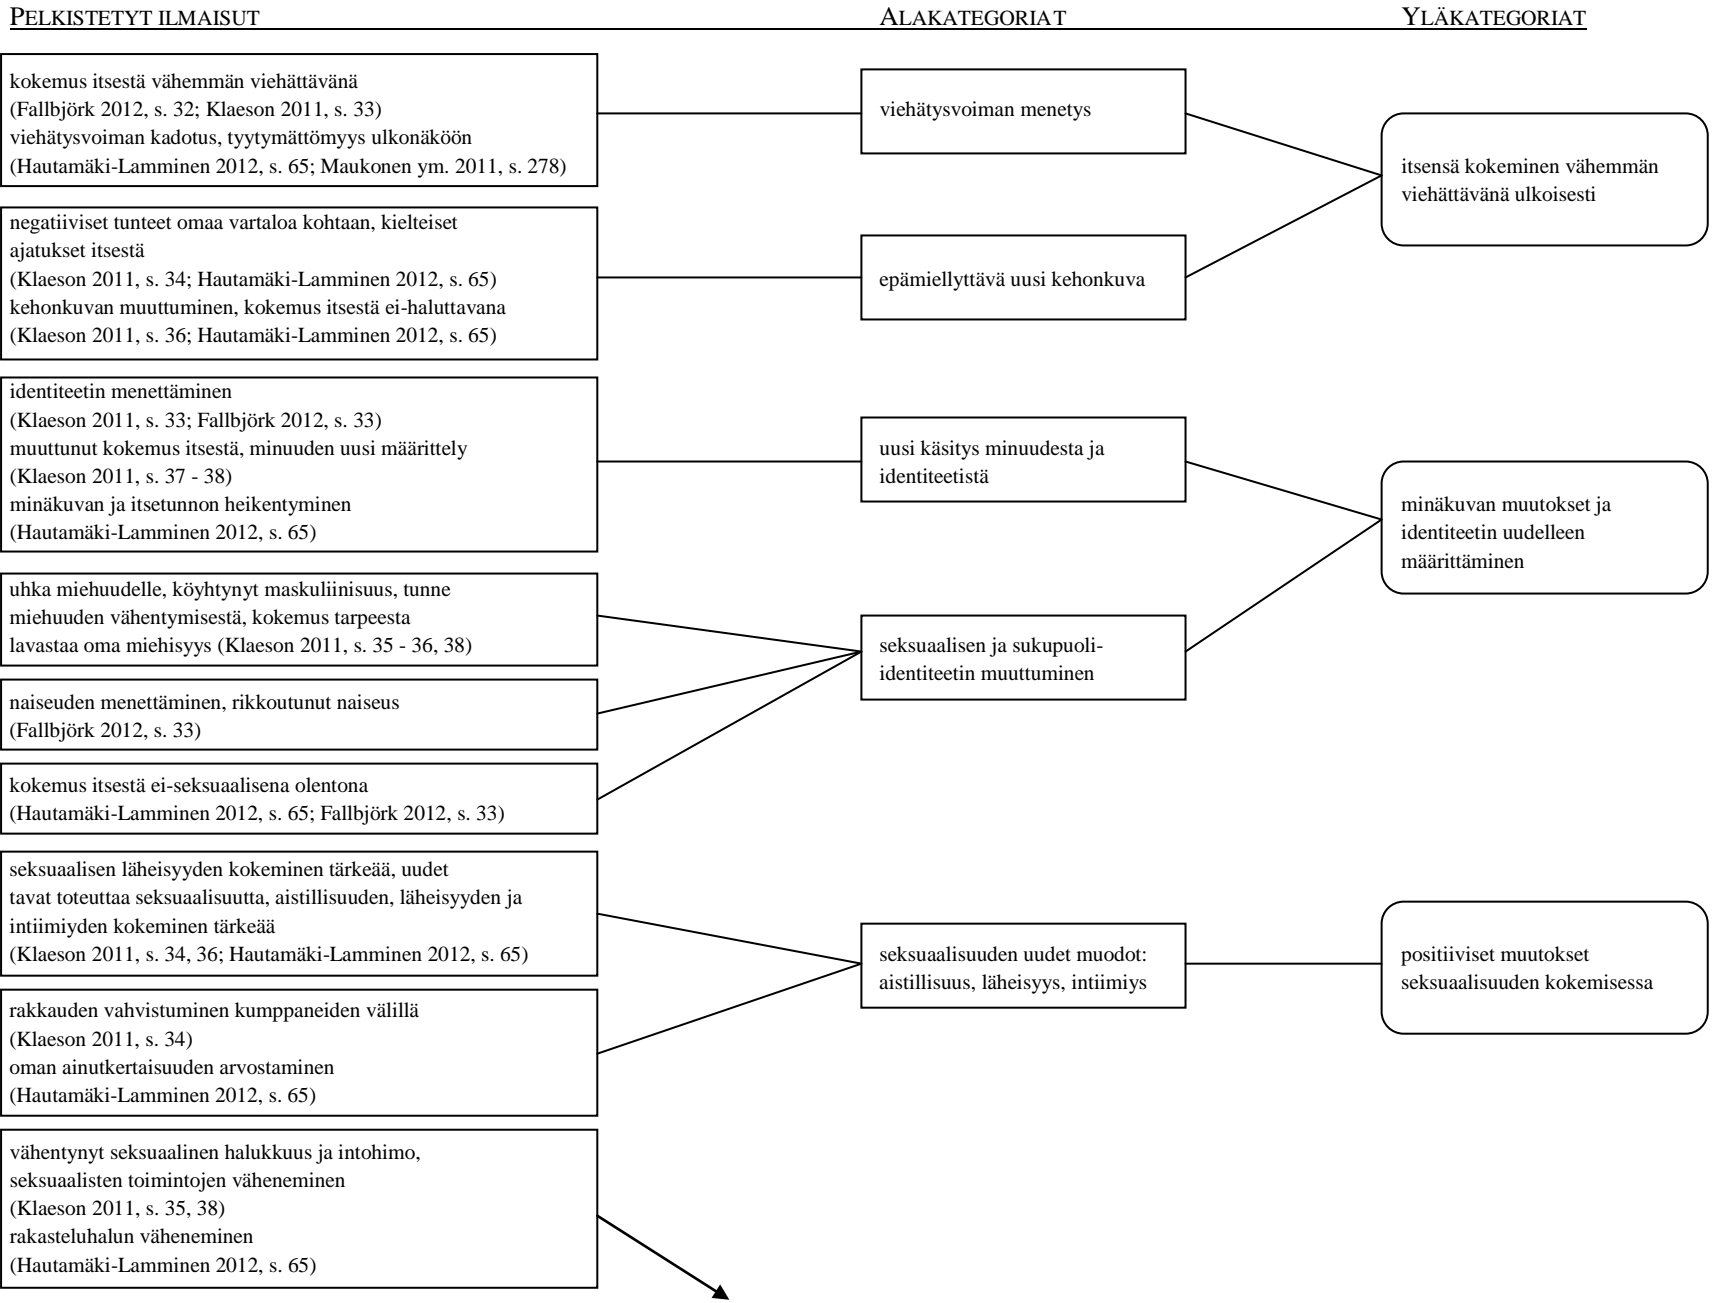 PELKISTETYT ILMAISUT
ALAKATEGORIAT
YLÄKATEGORIAT
kokemus itsestä vähemmän viehättävänä
(Fallbjörk 2012, s. 32; Klaeson 2011, s. 33)
viehätysvoiman kadotus, tyytymättömyys ulkonäköön
(Hautamäki-Lamminen 2012, s. 65; Maukonen ym. 2011, s. 278)
viehätysvoiman menetys
itsensä kokeminen vähemmän
viehättävänä ulkoisesti
negatiiviset tunteet omaa vartaloa kohtaan, kielteiset
ajatukset itsestä
(Klaeson 2011, s. 34; Hautamäki-Lamminen 2012, s. 65)
kehonkuvan muuttuminen, kokemus itsestä ei-haluttavana
(Klaeson 2011, s. 36; Hautamäki-Lamminen 2012, s. 65)
epämiellyttävä uusi kehonkuva
identiteetin menettäminen
(Klaeson 2011, s. 33; Fallbjörk 2012, s. 33)
muuttunut kokemus itsestä, minuuden uusi määrittely
(Klaeson 2011, s. 37 - 38)
minäkuvan ja itsetunnon heikentyminen
(Hautamäki-Lamminen 2012, s. 65)
uusi käsitys minuudesta ja
identiteetistä
minäkuvan muutokset ja
identiteetin uudelleen
määrittäminen
uhka miehuudelle, köyhtynyt maskuliinisuus, tunne
miehuuden vähentymisestä, kokemus tarpeesta
lavastaa oma miehisyys (Klaeson 2011, s. 35 - 36, 38)
seksuaalisen ja sukupuoli-
identiteetin muuttuminen
naiseuden menettäminen, rikkoutunut naiseus
(Fallbjörk 2012, s. 33)
kokemus itsestä ei-seksuaalisena olentona
(Hautamäki-Lamminen 2012, s. 65; Fallbjörk 2012, s. 33)
seksuaalisen läheisyyden kokeminen tärkeää, uudet
tavat toteuttaa seksuaalisuutta, aistillisuuden, läheisyyden ja
intiimiyden kokeminen tärkeää
(Klaeson 2011, s. 34, 36; Hautamäki-Lamminen 2012, s. 65)
seksuaalisuuden uudet muodot:
aistillisuus, läheisyys, intiimiys
positiiviset muutokset
seksuaalisuuden kokemisessa
rakkauden vahvistuminen kumppaneiden välillä
(Klaeson 2011, s. 34)
oman ainutkertaisuuden arvostaminen
(Hautamäki-Lamminen 2012, s. 65)
vähentynyt seksuaalinen halukkuus ja intohimo,
seksuaalisten toimintojen väheneminen
(Klaeson 2011, s. 35, 38)
rakasteluhalun väheneminen
(Hautamäki-Lamminen 2012, s. 65)